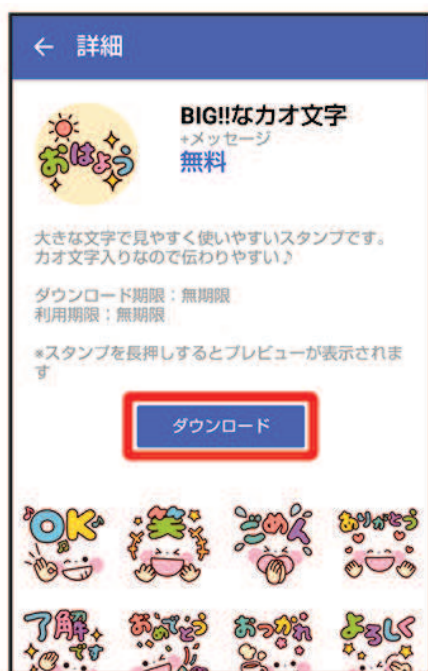 ← 詳細
おはよう
BIG!!なカオ文字
+メッセージ
無料
大きな文字で見やすく使いやすいスタンプです。
カオ文字入りなので伝わりやすい♪
ダウンロード期限：無期限
利用期限：無期限
※スタンプを長押しするとプレビューが表示されま
す
ダウンロード
OK 笑 ごめん ありがとう
了解です おめでとう おつかれ よろしく